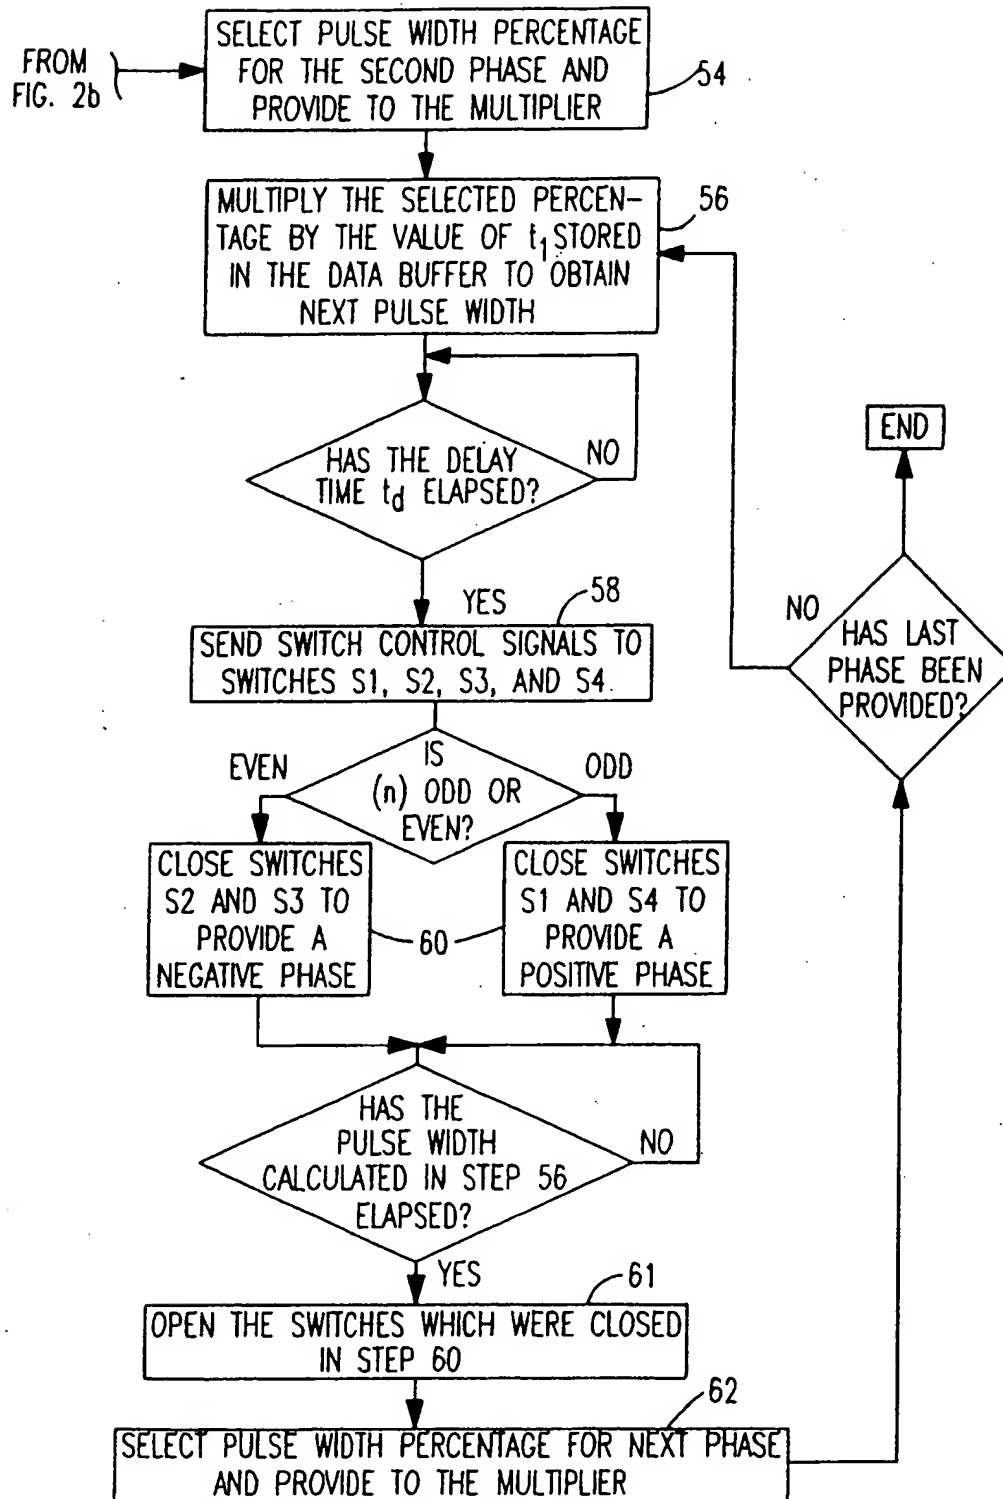 SELECT PULSE WIDTH PERCENTAGE
FOR THE SECOND PHASE AND
PROVIDE TO THE MULTIPLIER
FROM
FIG. 2b
54
MULTIPLY THE SELECTED PERCEN-
TAGE BY THE VALUE OF t1 STORED
IN THE DATA BUFFER TO OBTAIN
NEXT PULSE WIDTH
56
HAS THE DELAY
TIME td ELAPSED?
NO
YES
58
SEND SWITCH CONTROL SIGNALS TO
SWITCHES S1, S2, S3, AND S4.
IS
(n) ODD OR
EVEN?
EVEN
ODD
CLOSE SWITCHES
S2 AND S3 TO
PROVIDE A
NEGATIVE PHASE
60
CLOSE SWITCHES
S1 AND S4 TO
PROVIDE A
POSITIVE PHASE
HAS THE
PULSE WIDTH
CALCULATED IN STEP 56
ELAPSED?
NO
YES
61
OPEN THE SWITCHES WHICH WERE CLOSED
IN STEP 60
62
SELECT PULSE WIDTH PERCENTAGE FOR NEXT PHASE
AND PROVIDE TO THE MULTIPLIER
HAS LAST
PHASE BEEN
PROVIDED?
NO
END